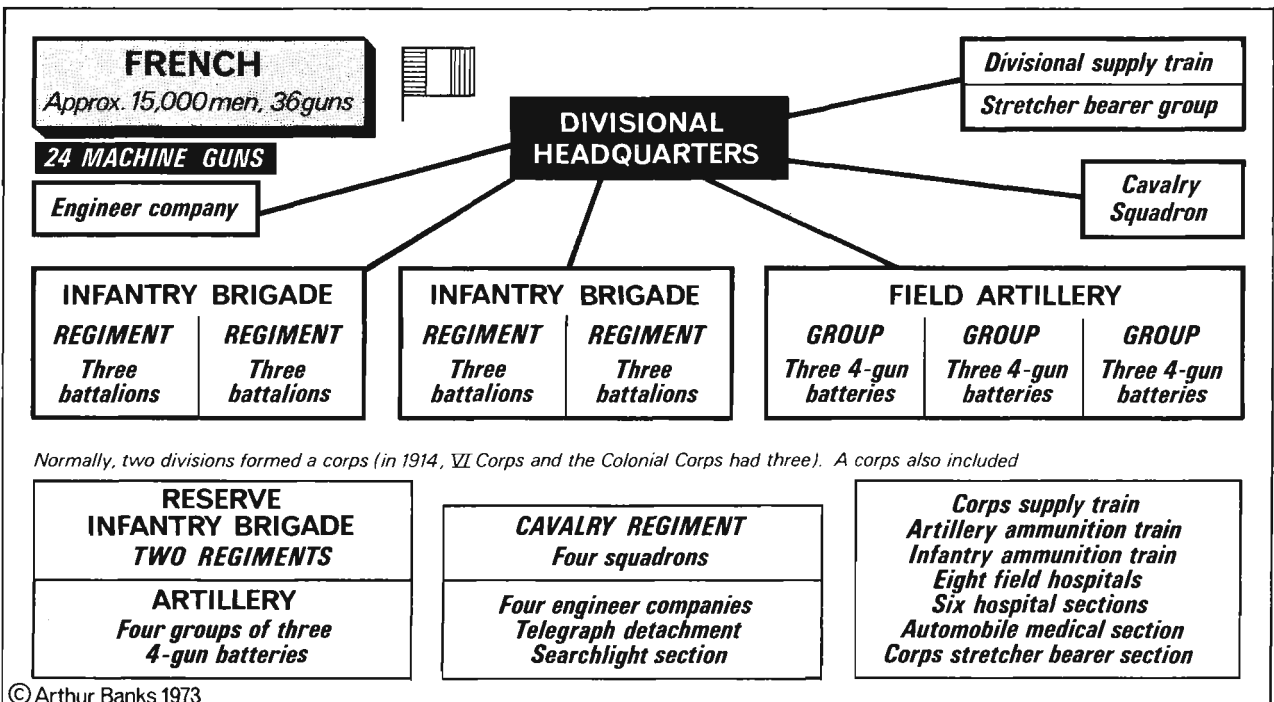 FRENCH
Approx. 15,000 men, 36 guns
24 MACHINE GUNS
Engineer company
DIVISIONAL
HEADQUARTERS
Divisional supply train
Stretcher bearer group
Cavalry
Squadron
INFANTRY BRIGADE
REGIMENT
Three
battalions
REGIMENT
Three
battalions
INFANTRY BRIGADE
REGIMENT
Three
battalions
REGIMENT
Three
battalions
FIELD ARTILLERY
GROUP
Three 4-gun
batteries
GROUP
Three 4-gun
batteries
GROUP
Three 4-gun
batteries
Normally, two divisions formed a corps (in 1914, VI Corps and the Colonial Corps had three). A corps also included
RESERVE
INFANTRY BRIGADE
TWO REGIMENTS
ARTILLERY
Four groups of three
4-gun batteries
CAVALRY REGIMENT
Four squadrons
Four engineer companies
Telegraph detachment
Searchlight section
Corps supply train
Artillery ammunition train
Infantry ammunition train
Eight field hospitals
Six hospital sections
Automobile medical section
Corps stretcher bearer section
© Arthur Banks 1973